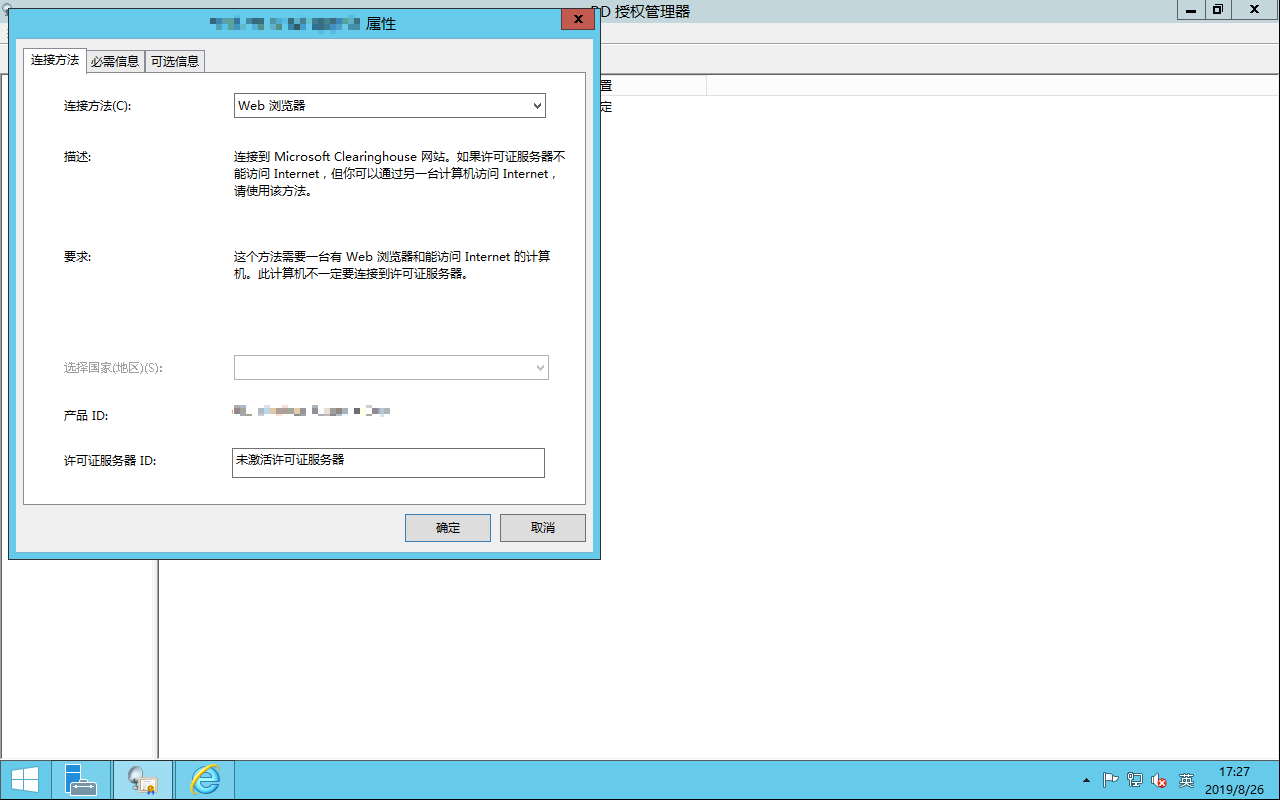 属性
D 授权管理器
连接方法
必需信息
可选信息
置
定
连接方法(C):
Web 浏览器
描述:
连接到 Microsoft Clearinghouse 网站。如果许可证服务器不
能访问 Internet，但你可以通过另一台计算机访问 Internet，
请使用该方法。
要求:
这个方法需要一台有 Web 浏览器和能访问 Internet 的计算
机。此计算机不一定要连接到许可证服务器。
选择国家(地区)(S):
产品 ID:
许可证服务器 ID:
未激活许可证服务器
确定
取消
英
17:27
2019/8/26